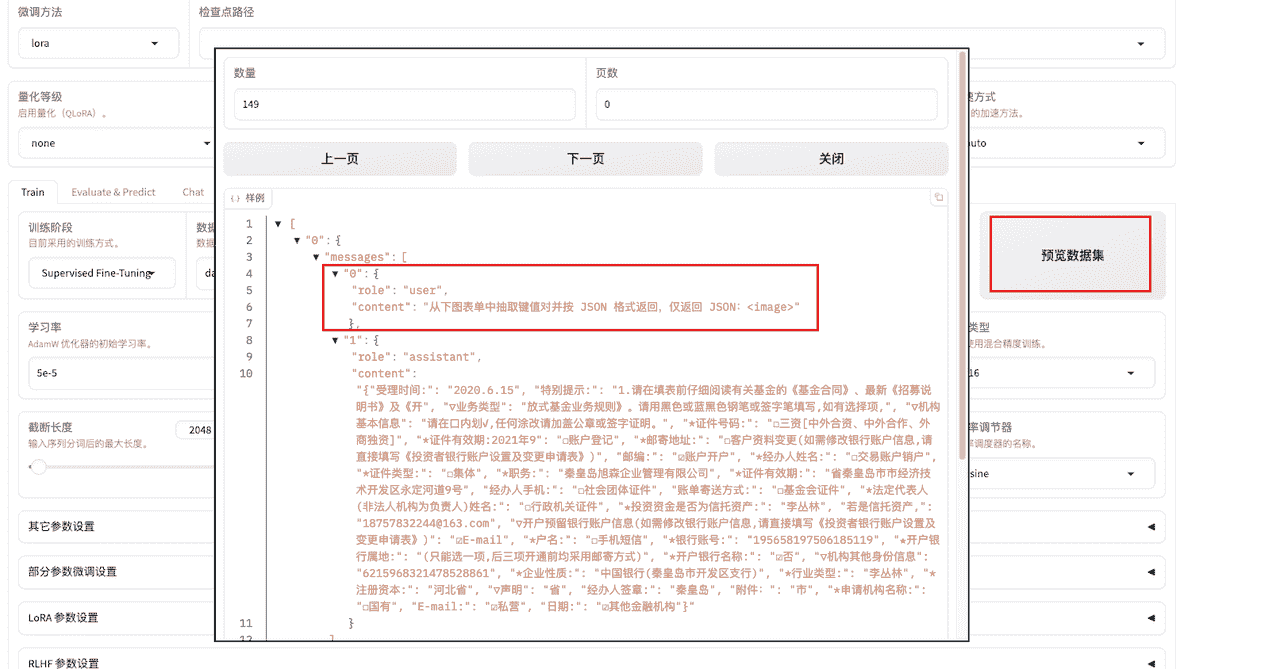 微调方法
检查点路径
lora
量化等级
启用量化（QLoRA）。
none
速方式
的加速方法。
auto
数量
页数
149
0
上一页
下一页
关闭
Train
Evaluate & Predict
Chat
样例
训练阶段
目前采用的训练方式。
Supervised Fine-Tuning
数据
数据
da
预览数据集
学习率
AdamW 优化器的初始学习率。
5e-5
类型
使用混合精度训练。
16
截断长度
输入序列分词后的最大长度。
2048
率调节器
率调度器的名称。
sine
其它参数设置
部分参数微调设置
LoRA 参数设置
RLHF 参数设置
1 ▼ [
2 ▼ "0": {
3 ▼ "messages": [
4 ▼ "0": {
5 "role": "user",
6 "content": "从下图表单中抽取键值对并按 JSON 格式返回，仅返回 JSON：<image>"
7 },
8 ▼ "1": {
9 "role": "assistant",
10 "content":
"{"受理时间:": "2020.6.15", "特别提示:": "1.请在填表前仔细阅读有关基金的《基金合同》、最新《招募说
明书》及《开", "▽业务类型": "放式基金业务规则》。请用黑色或蓝黑色钢笔或签字笔填写,如有选择项,", "▽机构
基本信息": "请在口内划√,任何涂改请加盖公章或签字证明。", "*证件号码:": "☐三资[中外合资、中外合作、外
商独资]", "*证件有效期:2021年9": "☐账户登记", "*邮寄地址:": "☐客户资料变更(如需修改银行账户信息,请
直接填写《投资者银行账户设置及变更申请表》)", "邮编:": "☑账户开户", "*经办人姓名:": "☐交易账户销户",
"*证件类型:": "☐集体", "*职务:": "秦皇岛旭森企业管理有限公司", "*证件有效期:": "省秦皇岛市市经济技
术开发区永定河道9号", "经办人手机:": "☐社会团体证件", "账单寄送方式:": "☐基金会证件", "*法定代表人
(非法人机构为负责人)姓名:": "☐行政机关证件", "*投资资金是否为信托资产:": "李丛林", "若是信托资产,":
"18757832244@163.com", "▽开户预留银行账户信息(如需修改银行账户信息,请直接填写《投资者银行账户设置及
变更申请表》)": "☑E-mail", "*户名:": "☐手机短信", "*银行账号:": "195658197506185119", "*开户银
行属地:": "(只能选一项,后三项开通前均采用邮寄方式)", "*开户银行名称:": "☑否", "▽机构其他身份信息":
"6215968321478528861", "*企业性质:": "中国银行(秦皇岛市开发区支行)", "*行业类型:": "李丛林", "*
注册资本:": "河北省", "▽声明": "省", "经办人签章:": "秦皇岛", "附件：": "市", "*申请机构名称:":
"☐国有", "E-mail:": "☑私营", "日期:": "☑其他金融机构"}"
11 }
12 ]